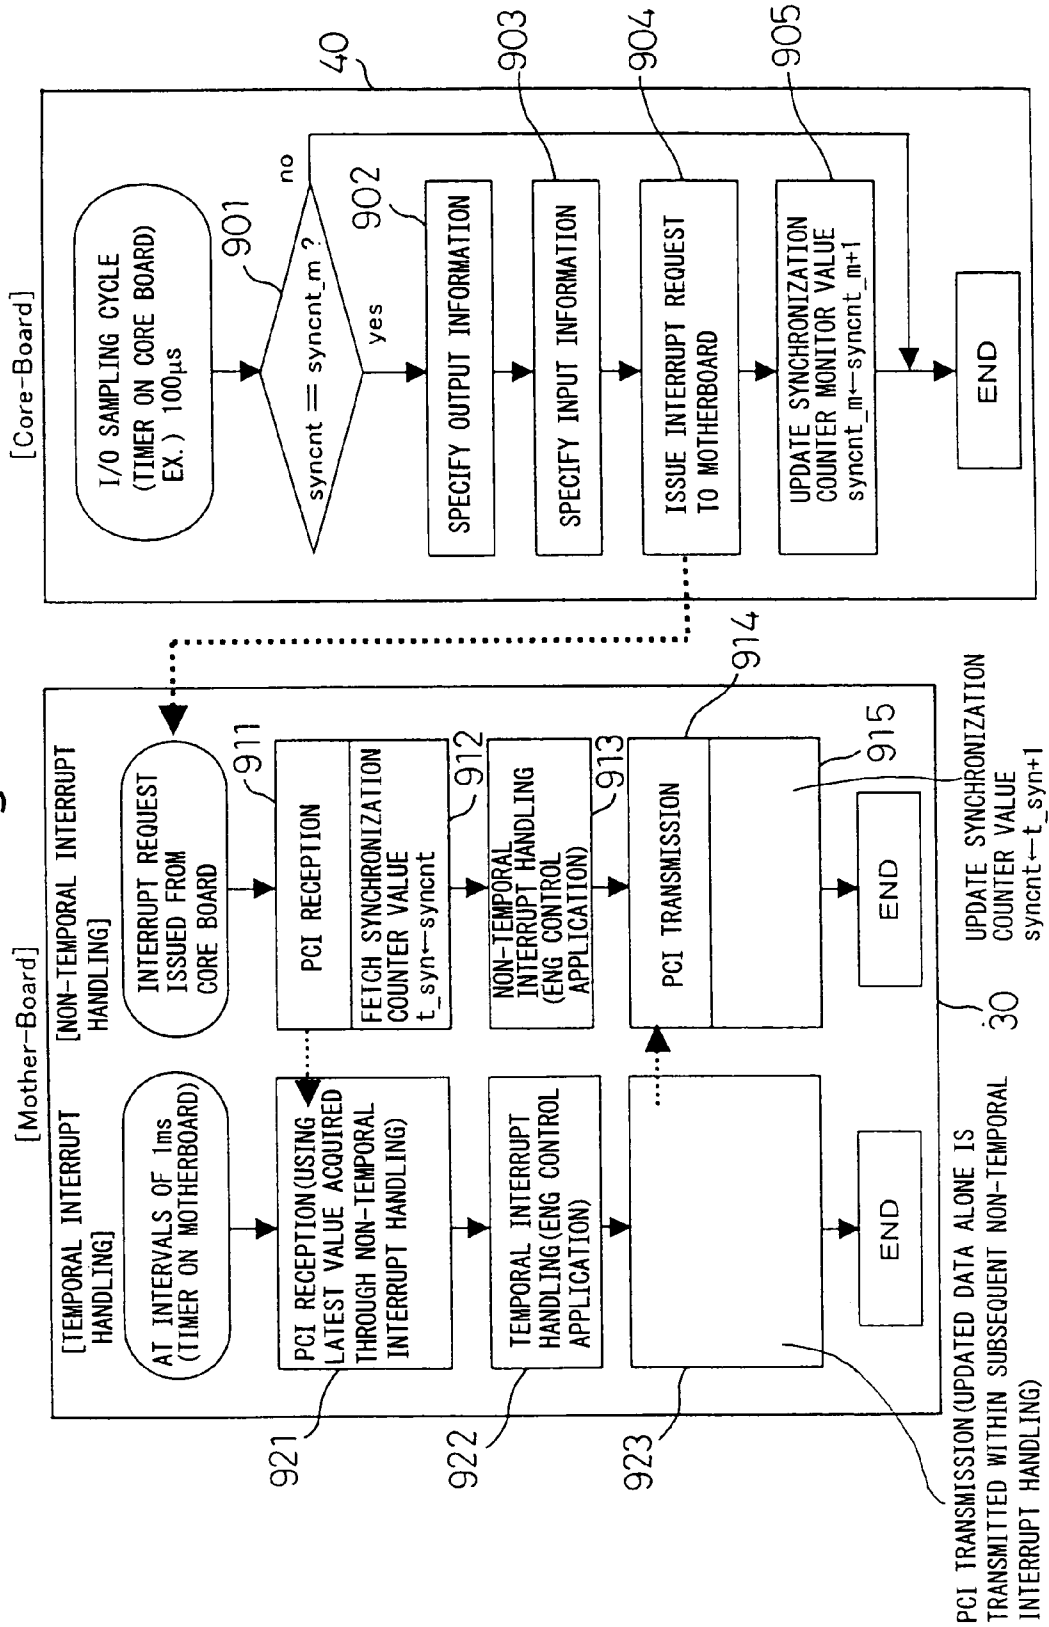 [Mother-Board]
[TEMPORAL INTERRUPT
HANDLING]
AT INTERVALS OF 1ms
(TIMER ON MOTHERBOARD)
921
PCI RECEPTION(USING
LATEST VALUE ACQUIRED
THROUGH NON-TEMPORAL
INTERRUPT HANDLING)
922
TEMPORAL INTERRUPT
HANDLING(ENG CONTROL
APPLICATION)
923
END
PCI TRANSMISSION(UPDATED DATA ALONE IS
TRANSMITTED WITHIN SUBSEQUENT NON-TEMPORAL
INTERRUPT HANDLING)
[NON-TEMPORAL INTERRUPT
HANDLING]
INTERRUPT REQUEST
ISSUED FROM
CORE BOARD
911
PCI RECEPTION
FETCH SYNCHRONIZATION
COUNTER VALUE
t_syn←syncnt
912
NON-TEMPORAL
INTERRUPT HANDLING
(ENG CONTROL
APPLICATION)
913
PCI TRANSMISSION
914
915
END
30
UPDATE SYNCHRONIZATION
COUNTER VALUE
syncnt←t_syn+1
[Core-Board]
40
I/O SAMPLING CYCLE
(TIMER ON CORE BOARD)
EX.) 100μs
901
syncnt == syncnt_m ?
no
yes
902
SPECIFY OUTPUT INFORMATION
903
SPECIFY INPUT INFORMATION
904
ISSUE INTERRUPT REQUEST
TO MOTHERBOARD
905
UPDATE SYNCHRONIZATION
COUNTER MONITOR VALUE
syncnt_m←syncnt_m+1
END